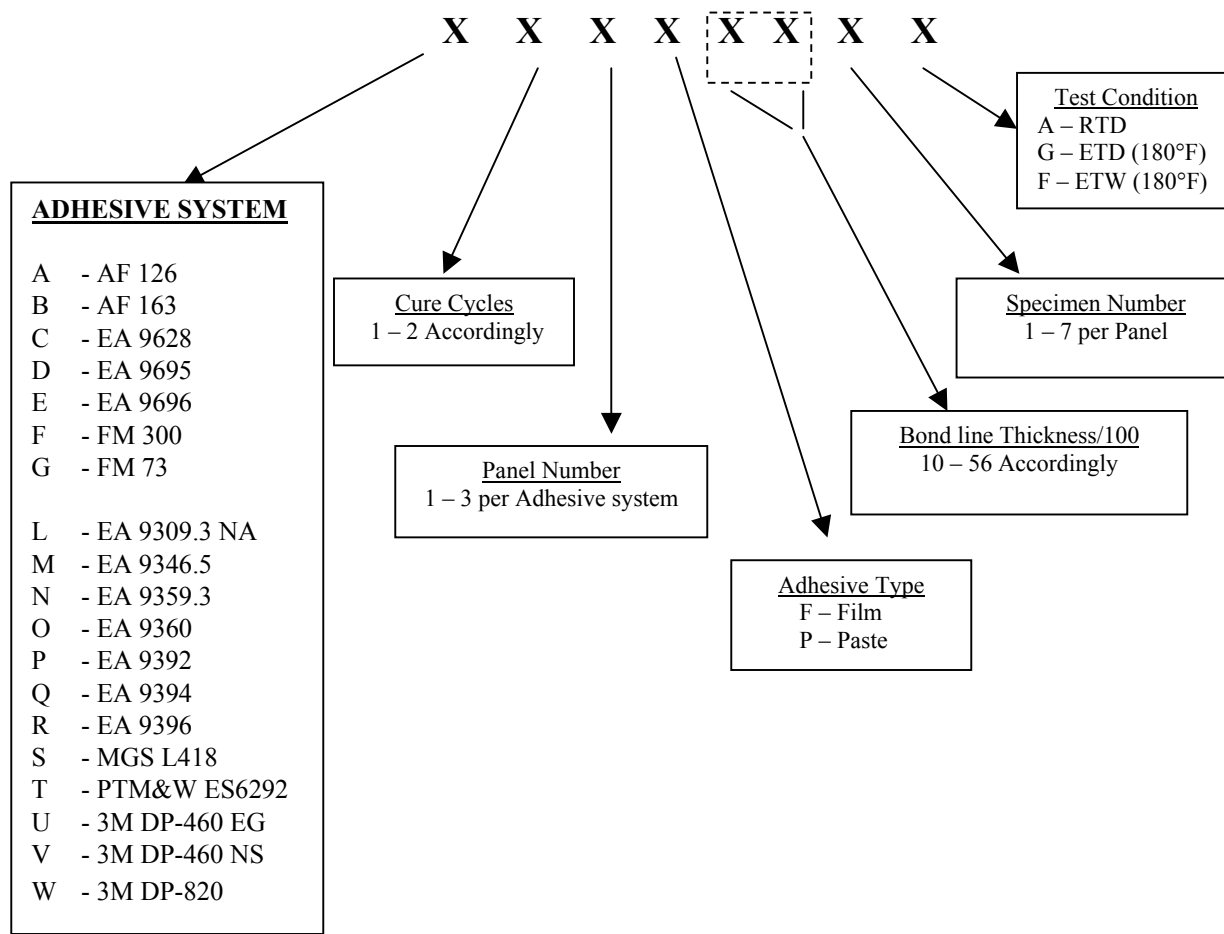 X X X X X X X X
Test Condition
A – RTD
G – ETD (180°F)
F – ETW (180°F)
ADHESIVE SYSTEM
A - AF 126
B - AF 163
C - EA 9628
D - EA 9695
E - EA 9696
F - FM 300
G - FM 73
L - EA 9309.3 NA
M - EA 9346.5
N - EA 9359.3
O - EA 9360
P - EA 9392
Q - EA 9394
R - EA 9396
S - MGS L418
T - PTM&W ES6292
U - 3M DP-460 EG
V - 3M DP-460 NS
W - 3M DP-820
Cure Cycles
1 – 2 Accordingly
Specimen Number
1 – 7 per Panel
Panel Number
1 – 3 per Adhesive system
Bond line Thickness/100
10 – 56 Accordingly
Adhesive Type
F – Film
P – Paste